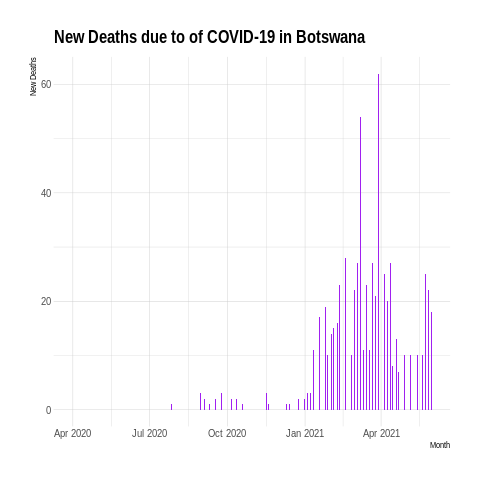 New Deaths due to of COVID-19 in Botswana
New Deaths
60
40
20
0
Apr 2020 Jul 2020 Oct 2020 Jan 2021 Apr 2021
Month